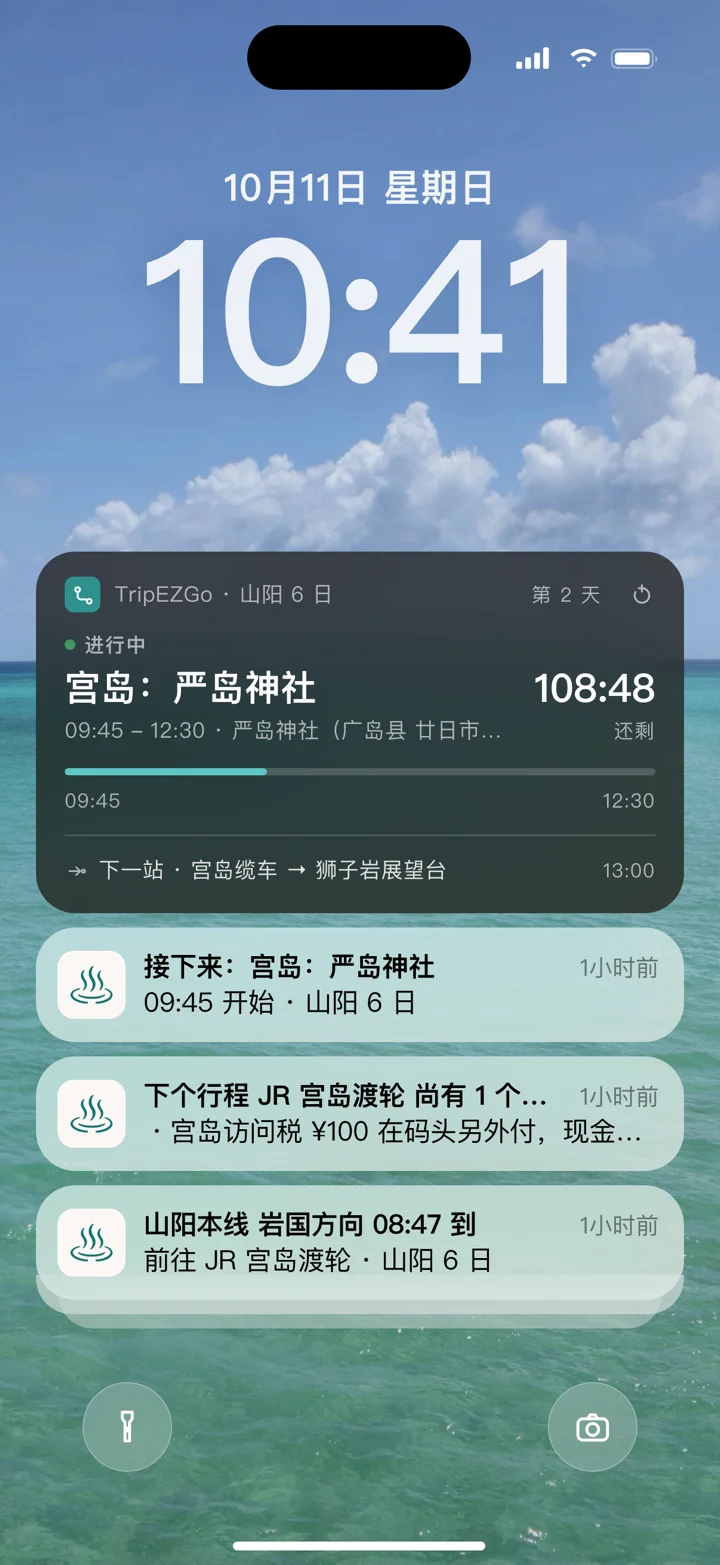 10月11日 星期日
10:41
TripEZGo · 山阳 6 日
第 2 天
进行中
宫岛：严岛神社
108:48
09:45 – 12:30 · 严岛神社（广岛县 廿日市…
还剩
09:45
12:30
下一站 · 宫岛缆车 → 狮子岩展望台
13:00
接下来：宫岛：严岛神社
1小时前
09:45 开始 · 山阳 6 日
下个行程 JR 宫岛渡轮 尚有 1 个…
1小时前
· 宫岛访问税 ¥100 在码头另外付，现金…
山阳本线 岩国方向 08:47 到
1小时前
前往 JR 宫岛渡轮 · 山阳 6 日